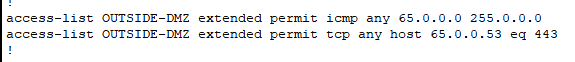 !
access-list OUTSIDE-DMZ extended permit icmp any 65.0.0.0 255.0.0.0
access-list OUTSIDE-DMZ extended permit tcp any host 65.0.0.53 eq 443
!